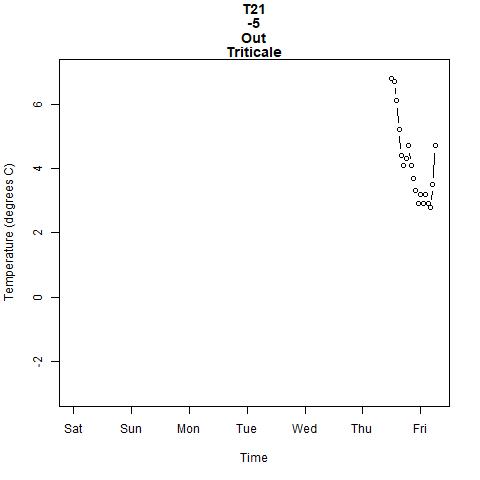 T21
-5
Out
Triticale
Temperature (degrees C)
6
4
2
0
-2
Sat Sun Mon Tue Wed Thu Fri
Time